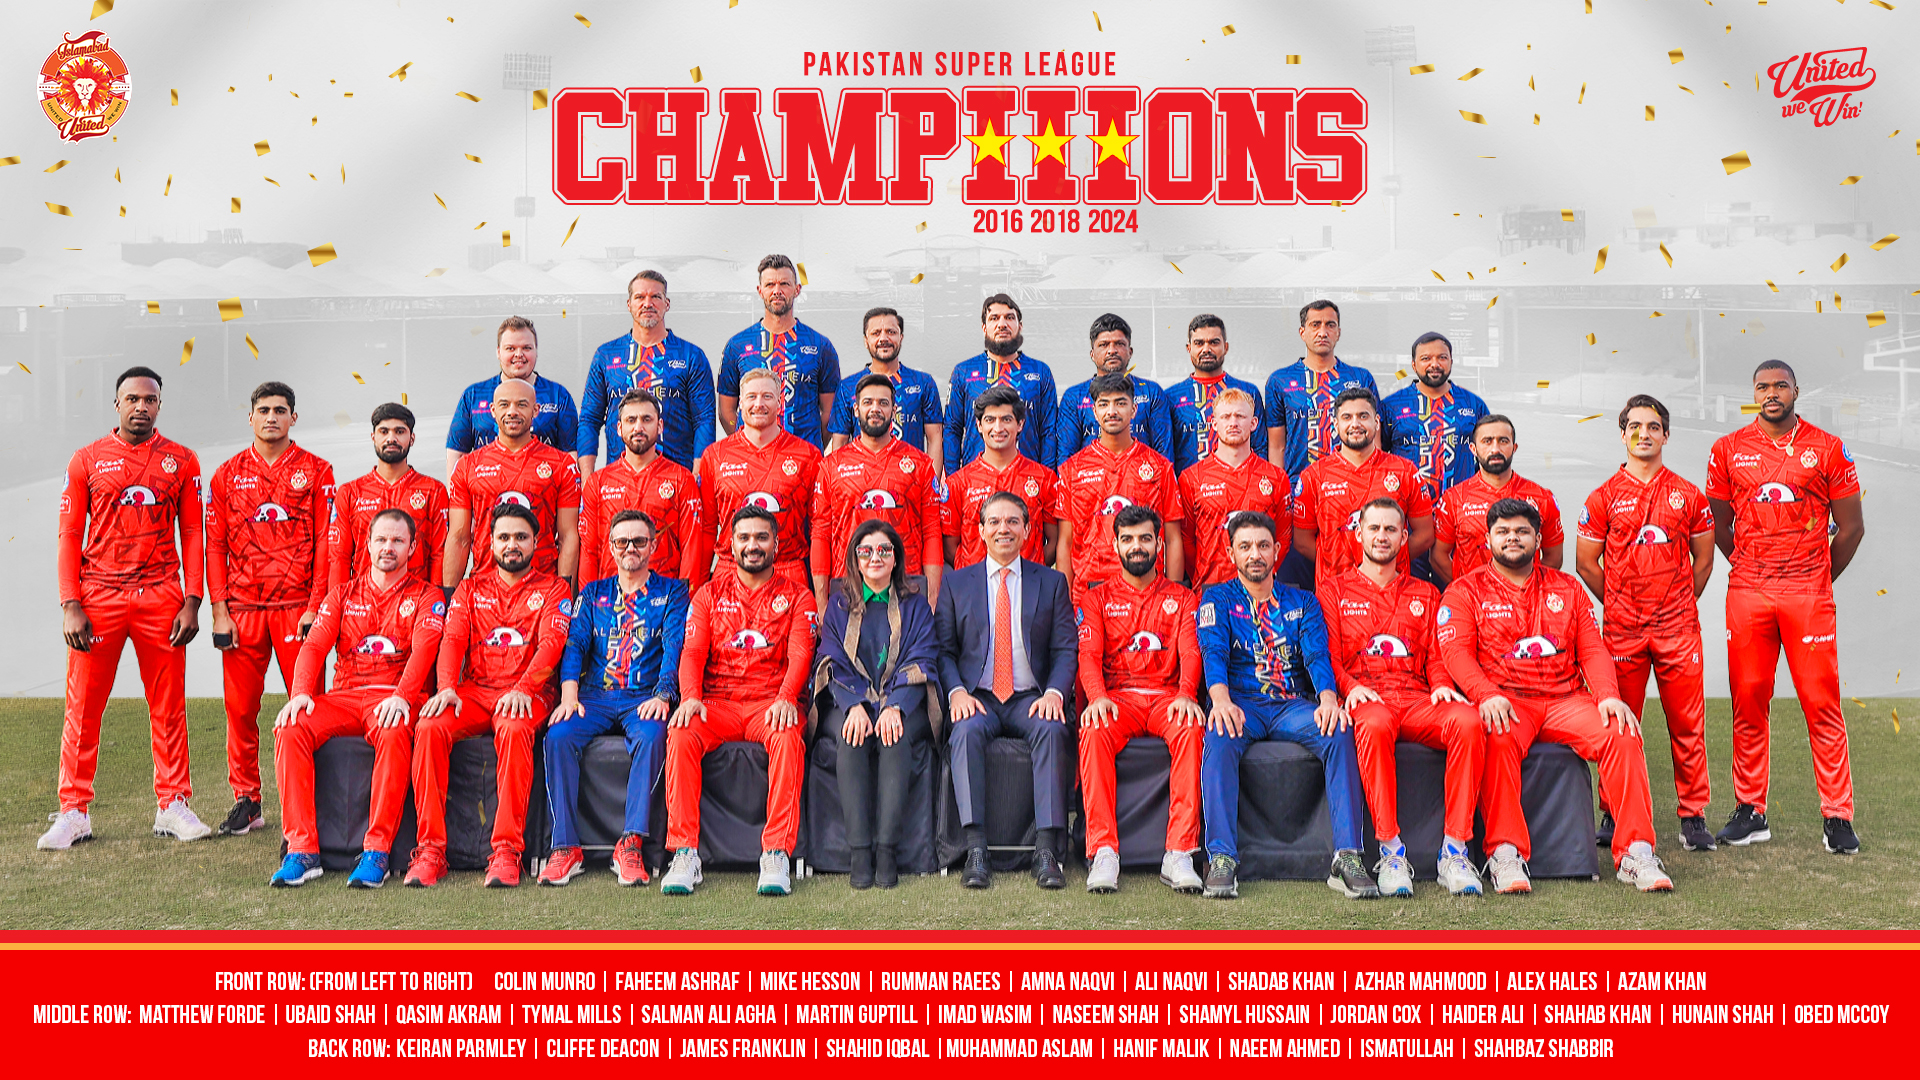 Islamabad
United
UNITED WE WIN
PAKISTAN SUPER LEAGUE
CHAMPIIIONS
2016 2018 2024
United
we Win!
FRONT ROW: (FROM LEFT TO RIGHT) COLIN MUNRO | FAHEEM ASHRAF | MIKE HESSON | RUMMAN RAEES | AMNA NAQVI | ALI NAQVI | SHADAB KHAN | AZHAR MAHMOOD | ALEX HALES | AZAM KHAN
MIDDLE ROW: MATTHEW FORDE | UBAID SHAH | QASIM AKRAM | TYMAL MILLS | SALMAN ALI AGHA | MARTIN GUPTILL | IMAD WASIM | NASEEM SHAH | SHAMYL HUSSAIN | JORDAN COX | HAIDER ALI | SHAHAB KHAN | HUNAIN SHAH | OBED MCCOY
BACK ROW: KEIRAN PARMLEY | CLIFFE DEACON | JAMES FRANKLIN | SHAHID IQBAL | MUHAMMAD ASLAM | HANIF MALIK | NAEEM AHMED | ISMATULLAH | SHAHBAZ SHABBIR